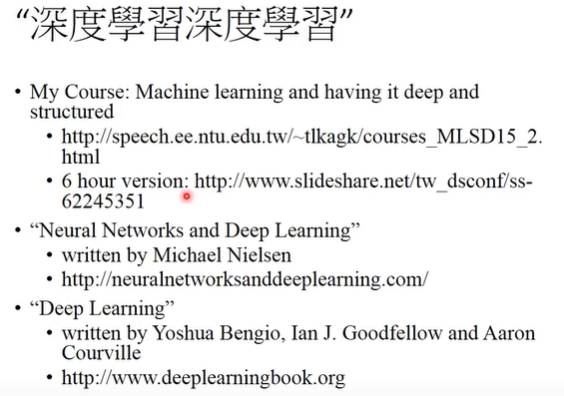 “深度學習深度學習”
• My Course: Machine learning and having it deep and
structured
• http://speech.ee.ntu.edu.tw/~tlkagk/courses_MLSD15_2.
html
• 6 hour version: http://www.slideshare.net/tw_dsconf/ss-
62245351
• “Neural Networks and Deep Learning”
• written by Michael Nielsen
• http://neuralnetworksanddeeplearning.com/
• “Deep Learning”
• written by Yoshua Bengio, Ian J. Goodfellow and Aaron
Courville
• http://www.deeplearningbook.org